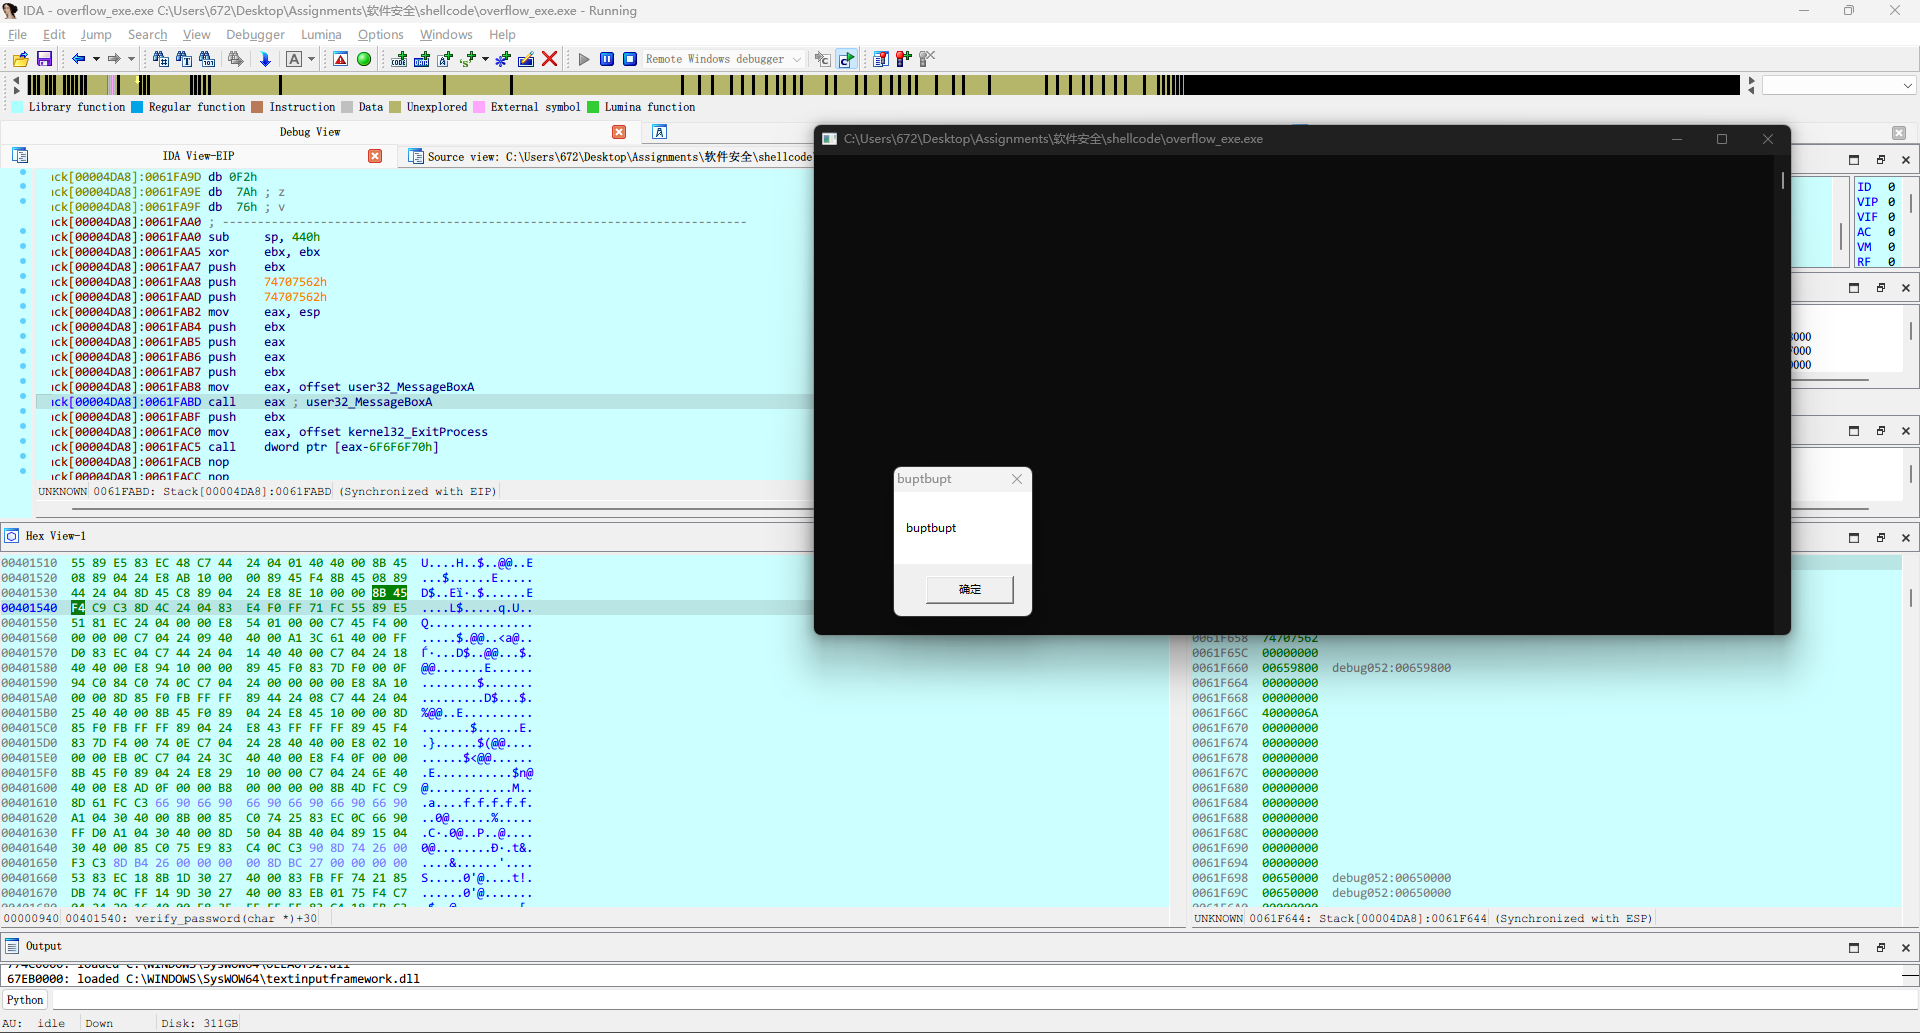 IDA - overflow_exe.exe C:\Users\672\Desktop\Assignments\软件安全\shellcode\overflow_exe.exe - Running
File Edit Jump Search View Debugger Lumina Options Windows Help
Remote Windows debugger
Library function Regular function Instruction Data Unexplored External symbol Lumina function
Debug View
IDA View-EIP
Source view: C:\Users\672\Desktop\Assignments\软件安全\shellcode
ck[00004DA8]:0061FA9D db 0F2h
ck[00004DA8]:0061FA9E db 7Ah ; z
ck[00004DA8]:0061FA9F db 76h ; v
ck[00004DA8]:0061FAA0 ; ---------------------------------------------------------------------------
ck[00004DA8]:0061FAA0 sub sp, 440h
ck[00004DA8]:0061FAA5 xor ebx, ebx
ck[00004DA8]:0061FAA7 push ebx
ck[00004DA8]:0061FAA8 push 74707562h
ck[00004DA8]:0061FAAD push 74707562h
ck[00004DA8]:0061FAB2 mov eax, esp
ck[00004DA8]:0061FAB4 push ebx
ck[00004DA8]:0061FAB5 push eax
ck[00004DA8]:0061FAB6 push eax
ck[00004DA8]:0061FAB7 push ebx
ck[00004DA8]:0061FAB8 mov eax, offset user32_MessageBoxA
ck[00004DA8]:0061FABD call eax ; user32_MessageBoxA
ck[00004DA8]:0061FABF push ebx
ck[00004DA8]:0061FAC0 mov eax, offset kernel32_ExitProcess
ck[00004DA8]:0061FAC5 call dword ptr [eax-6F6F6F70h]
ck[00004DA8]:0061FACB nop
ck[00004DA8]:0061FACC nop
UNKNOWN 0061FABD: Stack[00004DA8]:0061FABD (Synchronized with EIP)
C:\Users\672\Desktop\Assignments\软件安全\shellcode\overflow_exe.exe
buptbupt
buptbupt
确定
ID 0
VIP 0
VIF 0
AC 0
VM 0
RF 0
Hex View-1
00401510 55 89 E5 83 EC 48 C7 44 24 04 01 40 40 00 8B 45 U....H..$..@@..E
00401520 08 89 04 24 E8 AB 10 00 00 89 45 F4 8B 45 08 89 ...$......E.....
00401530 44 24 04 8D 45 C8 89 04 24 E8 8E 10 00 00 8B 45 D$..Eï·.$......E
00401540 F4 C9 C3 8D 4C 24 04 83 E4 F0 FF 71 FC 55 89 E5 ....L$.....q.U..
00401550 51 81 EC 24 04 00 00 E8 54 01 00 00 C7 45 F4 00 Q...............
00401560 00 00 00 C7 04 24 09 40 40 00 A1 3C 61 40 00 FF .....$.@@..<a@..
00401570 D0 83 EC 04 C7 44 24 04 14 40 40 00 C7 04 24 18 ....D$..@@...$.
00401580 40 40 00 E8 94 10 00 00 89 45 F0 83 7D F0 00 0F @@.......E......
00401590 94 C0 84 C0 74 0C C7 04 24 00 00 00 00 E8 8A 10 ........$.......
004015A0 00 00 8D 85 F0 FB FF FF 89 44 24 08 C7 44 24 04 .........D$...$.
004015B0 25 40 40 00 8B 45 F0 89 04 24 E8 45 10 00 00 8D %@@..E..........
004015C0 85 F0 FB FF FF 89 04 24 E8 43 FF FF FF 89 45 F4 .......$......E.
004015D0 83 7D F4 00 74 0E C7 04 24 28 40 40 00 E8 02 10 .}......$(@@....
004015E0 00 00 EB 0C C7 04 24 3C 40 40 00 E8 F4 0F 00 00 ......$<@@......
004015F0 8B 45 F0 89 04 24 E8 29 10 00 00 C7 04 24 6E 40 .E...........$n@
00401600 40 00 E8 AD 0F 00 00 B8 00 00 00 00 8B 4D FC C9 @............M..
00401610 8D 61 FC C3 66 90 66 90 66 90 66 90 66 90 66 90 .a....f.f.f.f.f.
00401620 A1 04 30 40 00 8B 00 85 C0 74 25 83 EC 0C 66 90 ..0@......%.....
00401630 FF D0 A1 04 30 40 00 8D 50 04 8B 40 04 89 15 04 .C·.0@..P..@....
00401640 30 40 00 85 C0 75 E9 83 C4 0C C3 90 8D 74 26 00 0@........Ð·.t&.
00401650 F3 C3 8D B4 26 00 00 00 00 8D BC 27 00 00 00 00 ....&......'....
00401660 53 83 EC 18 8B 1D 30 27 40 00 83 FB FF 74 21 85 S.....0'@....t!.
00401670 DB 74 0C FF 14 9D 30 27 40 00 83 EB 01 75 F4 C7 ......0'@.......
00000940 00401540: verify_password(char *)+30
0061F658 74707562
0061F65C 00000000
0061F660 00659800 debug052:00659800
0061F664 00000000
0061F668 00000000
0061F66C 4000006A
0061F670 00000000
0061F674 00000000
0061F678 00000000
0061F67C 00000000
0061F680 00000000
0061F684 00000000
0061F688 00000000
0061F68C 00000000
0061F690 00000000
0061F694 00000000
0061F698 00650000 debug052:00650000
0061F69C 00650000 debug052:00650000
UNKNOWN 0061F644: Stack[00004DA8]:0061F644 (Synchronized with ESP)
Output
67EB0000: loaded C:\WINDOWS\SysWOW64\textinputframework.dll
Python
AU: idle Down Disk: 311GB